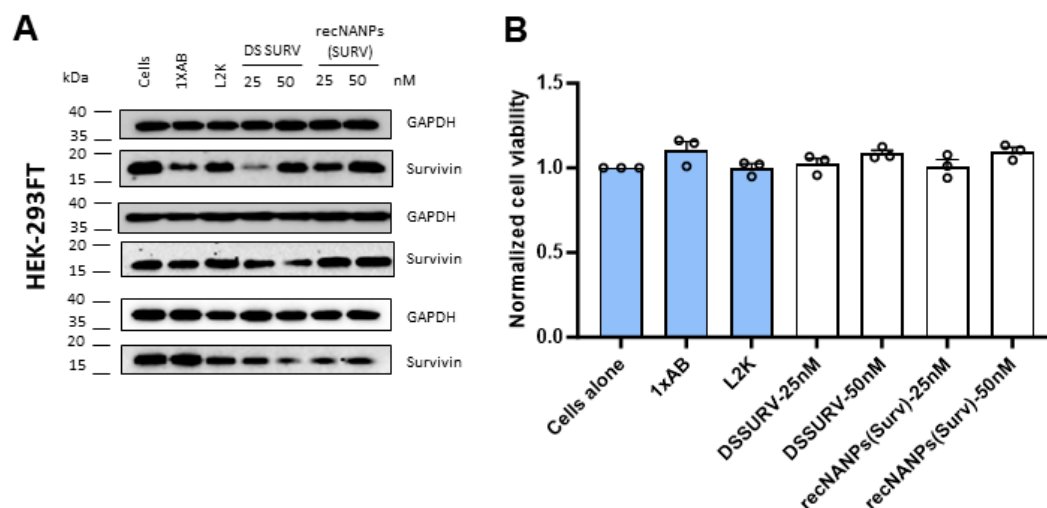 A
HEK-293FT
kDa
Cells
1XAB
L2K
DS SURV
25
50
recNANPs
(SURV)
25
50
nM
40
35
GAPDH
20
15
Survivin
40
35
GAPDH
20
15
Survivin
40
35
GAPDH
20
15
Survivin
B
Normalized cell viability
1.5
1.0
0.5
0.0
Cells alone
1xAB
L2K
DSSURV-25nM
DSSURV-50nM
recNANPs(Surv)-25nM
recNANPs(Surv)-50nM